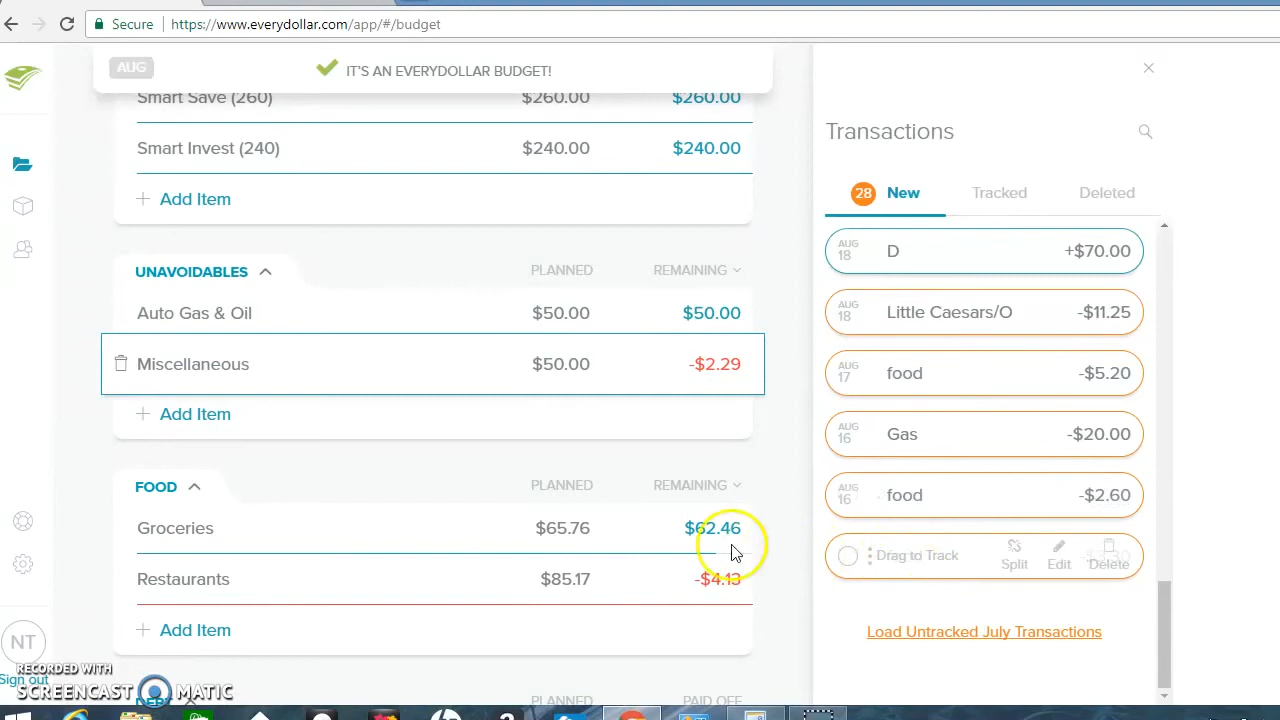 Secure https://www.everydollar.com/app/#/budget
AUG IT'S AN EVERYDOLLAR BUDGET!
Smart Save (260) $260.00 $260.00
Smart Invest (240) $240.00 $240.00
+ Add Item
UNAVOIDABLES PLANNED REMAINING
Auto Gas & Oil $50.00 $50.00
Miscellaneous $50.00 -$2.29
+ Add Item
FOOD PLANNED REMAINING
Groceries $65.76 $62.46
Restaurants $85.17 -$4.13
+ Add Item
DEBT PLANNED PAID OFF
Transactions
28 New Tracked Deleted
AUG 18 D +$70.00
AUG 18 Little Caesars/O -$11.25
AUG 17 food -$5.20
AUG 16 Gas -$20.00
AUG 16 food -$2.60
Drag to Track Split Edit Delete
Load Untracked July Transactions
NT
Sign out
RECORDED WITH
SCREENCAST MATIC